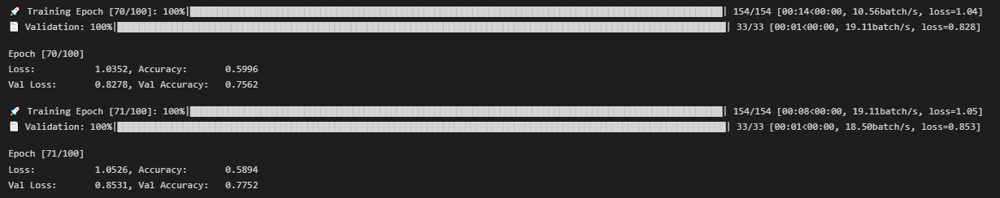 🚀 Training Epoch [70/100]: 100%|██████████| 154/154 [00:14<00:00, 10.56batch/s, loss=1.04]
📄 Validation: 100%|██████████| 33/33 [00:01<00:00, 19.11batch/s, loss=0.828]
Epoch [70/100]
Loss: 1.0352, Accuracy: 0.5996
Val Loss: 0.8278, Val Accuracy: 0.7562
🚀 Training Epoch [71/100]: 100%|██████████| 154/154 [00:08<00:00, 19.11batch/s, loss=1.05]
📄 Validation: 100%|██████████| 33/33 [00:01<00:00, 18.50batch/s, loss=0.853]
Epoch [71/100]
Loss: 1.0526, Accuracy: 0.5894
Val Loss: 0.8531, Val Accuracy: 0.7752